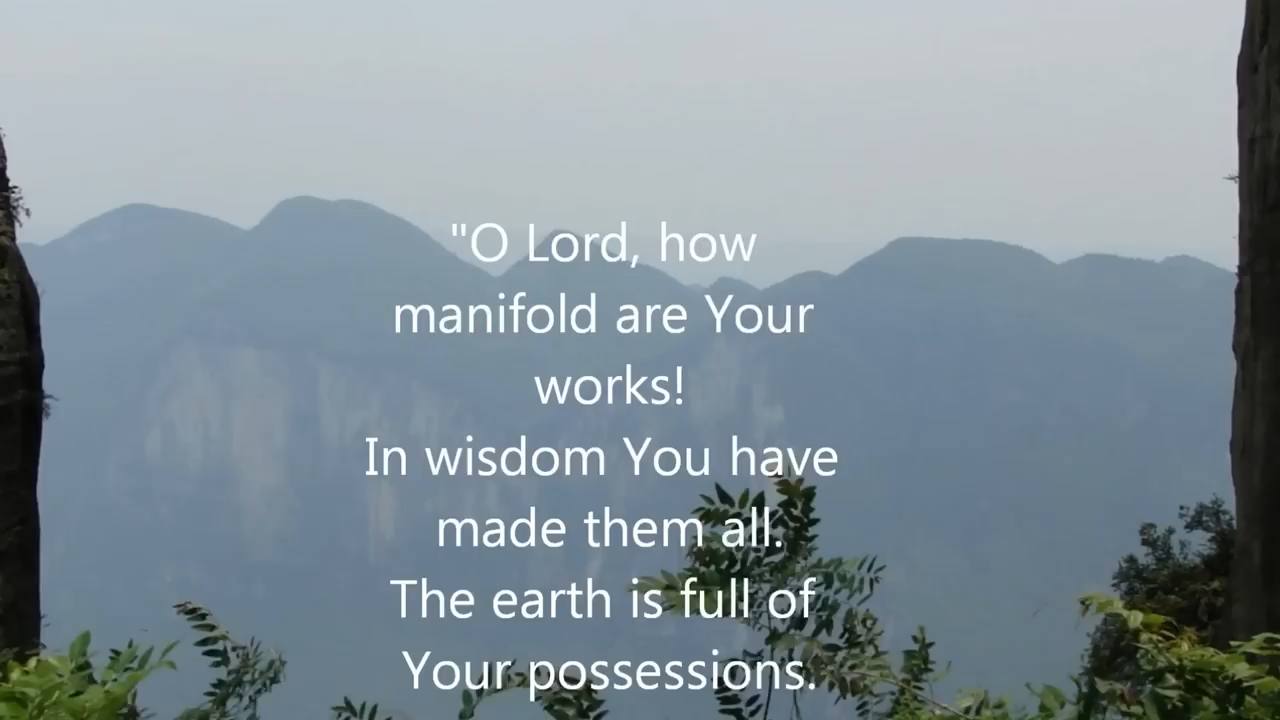 "O Lord, how
manifold are Your
works!
In wisdom You have
made them all.
The earth is full of
Your possessions.